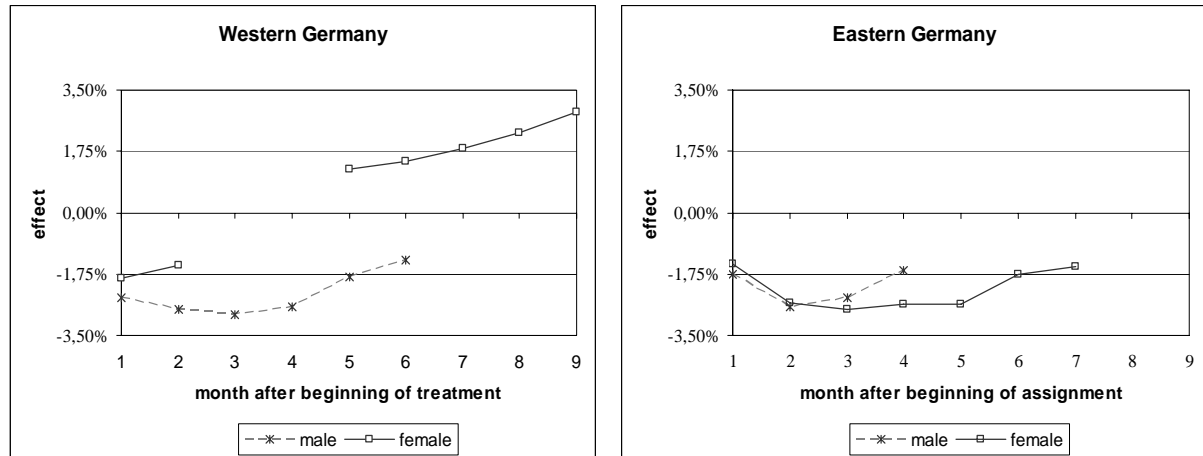 Western Germany
3,50%
1,75%
0,00%
-1,75%
-3,50%
effect
1 2 3 4 5 6 7 8 9
month after beginning of treatment
male female
Eastern Germany
3,50%
1,75%
0,00%
-1,75%
-3,50%
effect
1 2 3 4 5 6 7 8 9
month after beginning of assignment
male female